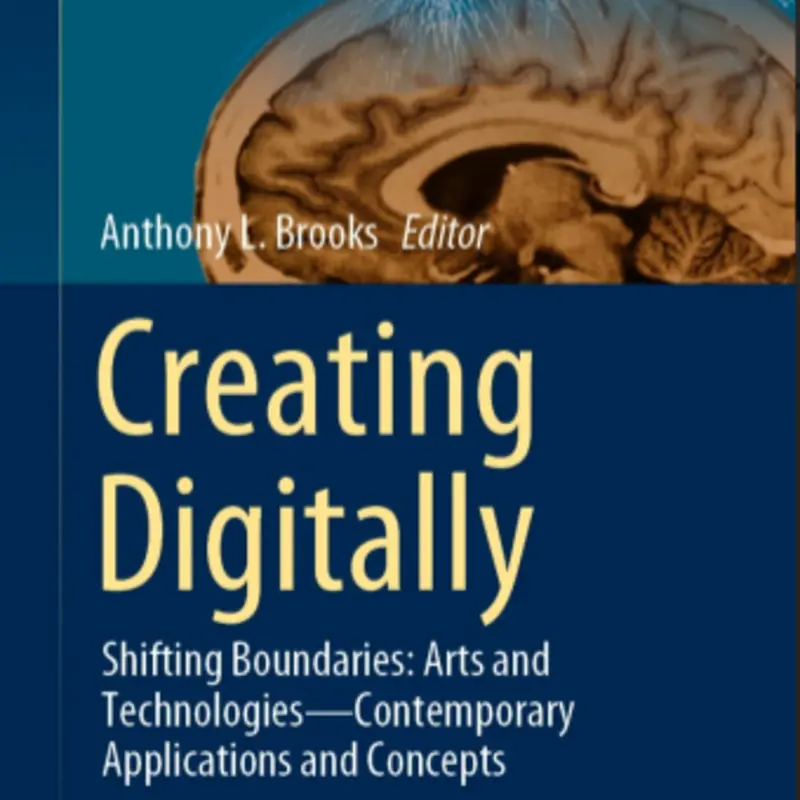 Anthony L. Brooks Editor
Creating
Digitally
Shifting Boundaries: Arts and
Technologies—Contemporary
Applications and Concepts